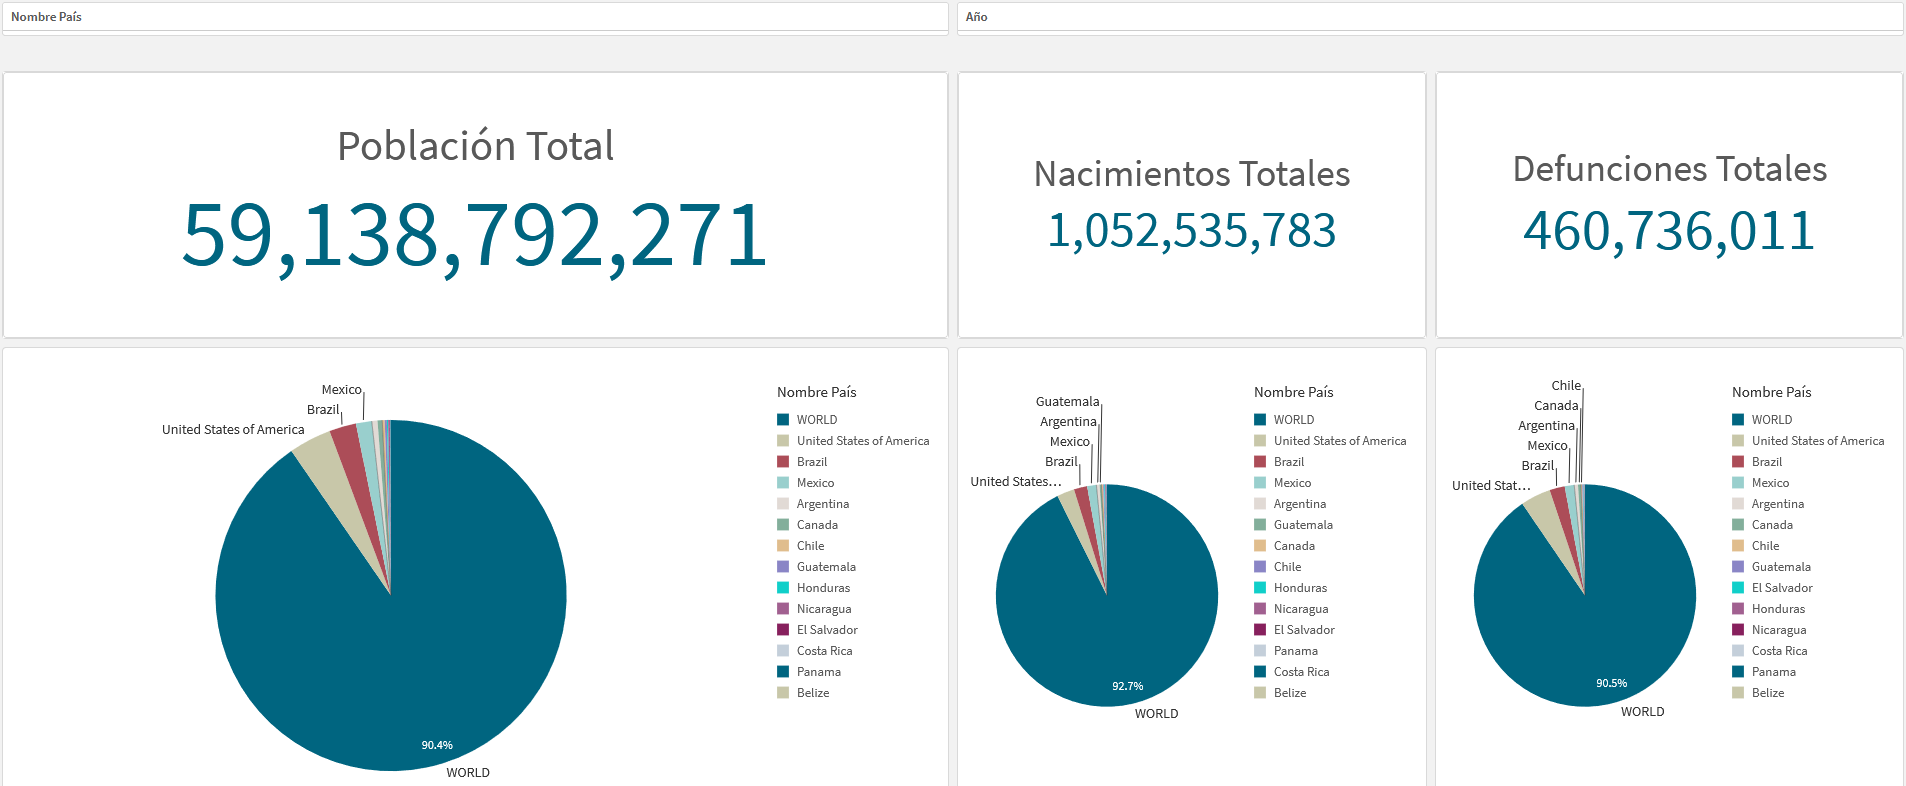 Nombre País
Año
Población Total
59,138,792,271
Nacimientos Totales
1,052,535,783
Defunciones Totales
460,736,011
Mexico
Brazil
United States of America
90.4%
WORLD
Nombre País
WORLD
United States of America
Brazil
Mexico
Argentina
Canada
Chile
Guatemala
Honduras
Nicaragua
El Salvador
Costa Rica
Panama
Belize
Guatemala
Argentina
Mexico
Brazil
United States...
92.7%
WORLD
Nombre País
WORLD
United States of America
Brazil
Mexico
Argentina
Guatemala
Canada
Chile
Honduras
Nicaragua
El Salvador
Panama
Costa Rica
Belize
Chile
Canada
Argentina
Mexico
Brazil
United Stat...
90.5%
WORLD
Nombre País
WORLD
United States of America
Brazil
Mexico
Argentina
Canada
Chile
Guatemala
El Salvador
Honduras
Nicaragua
Costa Rica
Panama
Belize